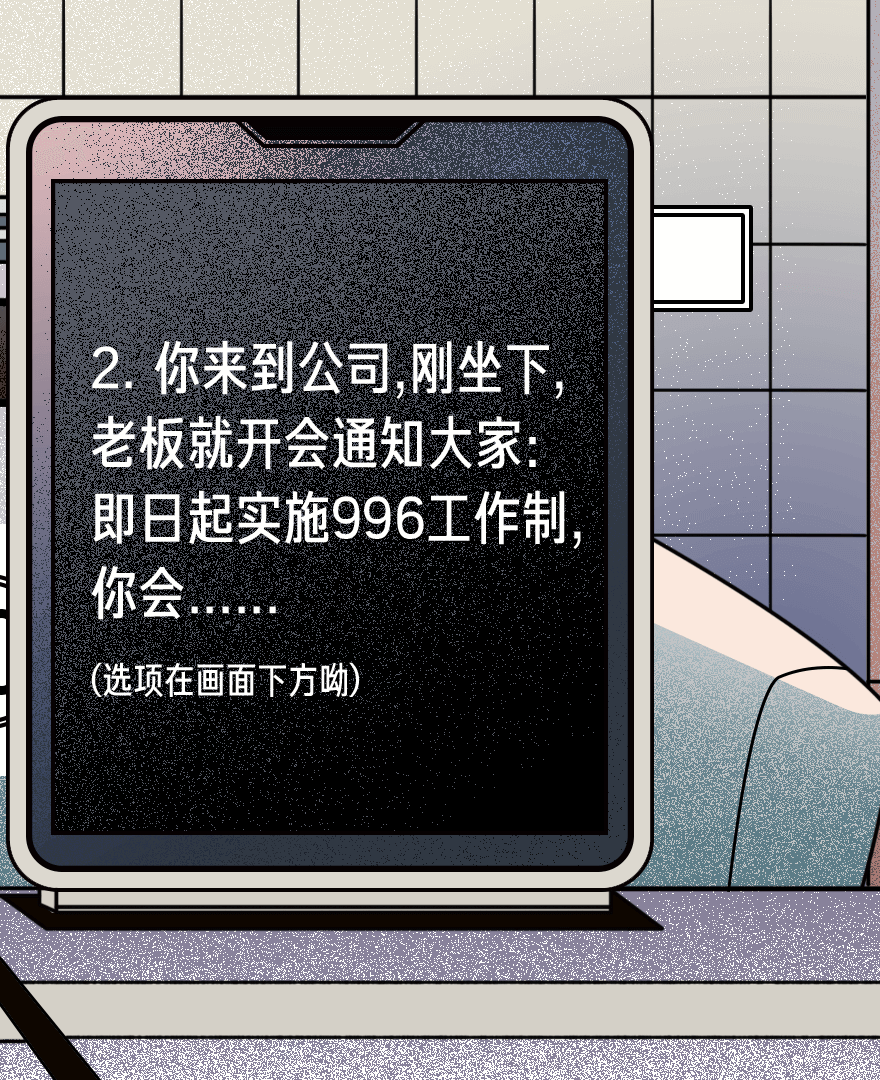 2. 你来到公司,刚坐下,
老板就开会通知大家:
即日起实施996工作制,
你会......
(选项在画面下方呦)